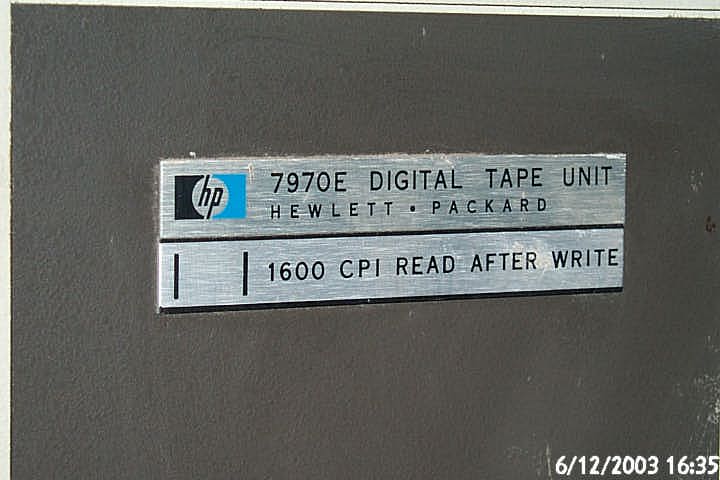 hp
7970E DIGITAL TAPE UNIT
HEWLETT • PACKARD
1600 CPI READ AFTER WRITE
6/12/2003 16:35